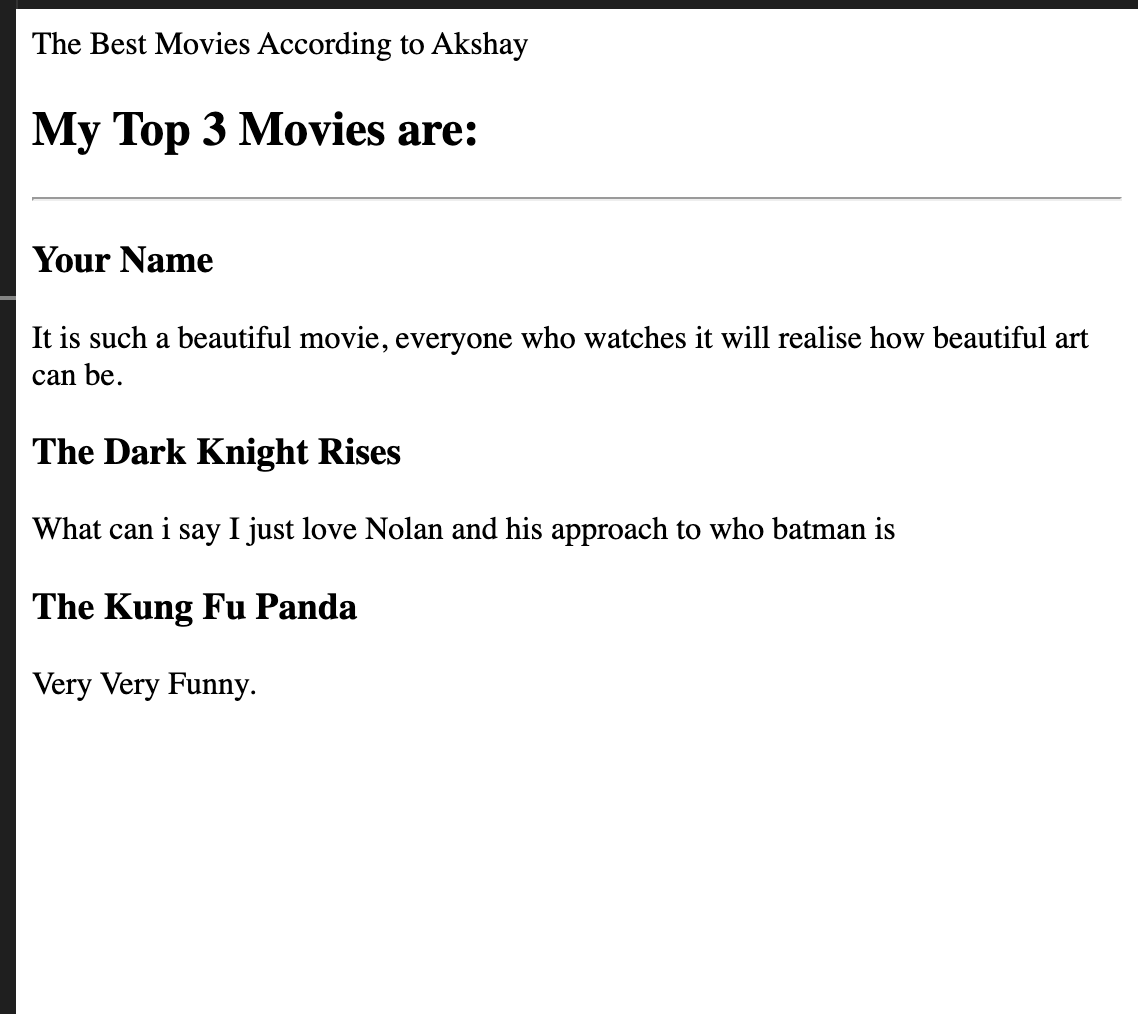 The Best Movies According to Akshay
My Top 3 Movies are:
Your Name
It is such a beautiful movie, everyone who watches it will realise how beautiful art
can be.
The Dark Knight Rises
What can i say I just love Nolan and his approach to who batman is
The Kung Fu Panda
Very Very Funny.